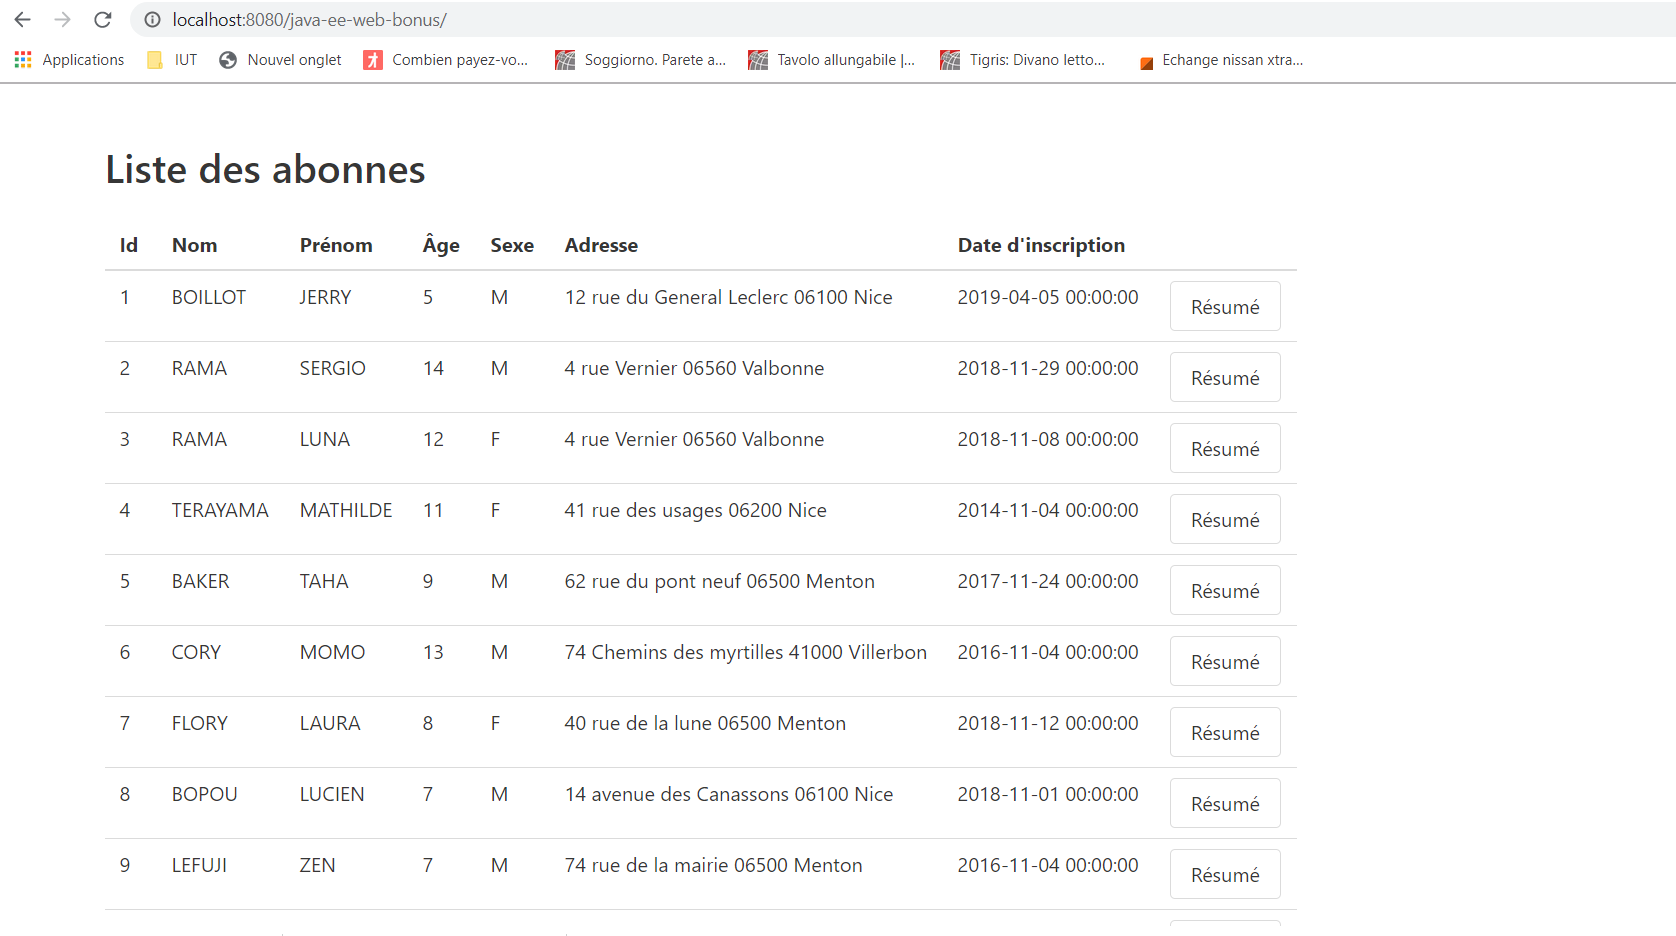 localhost:8080/java-ee-web-bonus/
Applications IUT Nouvel onglet Combien payez-vo... Soggiorno. Parete a... Tavolo allungabile |... Tigris: Divano letto... Echange nissan xtra...
Liste des abonnes
Id Nom Prénom Âge Sexe Adresse Date d'inscription
1 BOILLOT JERRY 5 M 12 rue du General Leclerc 06100 Nice 2019-04-05 00:00:00 Résumé
2 RAMA SERGIO 14 M 4 rue Vernier 06560 Valbonne 2018-11-29 00:00:00 Résumé
3 RAMA LUNA 12 F 4 rue Vernier 06560 Valbonne 2018-11-08 00:00:00 Résumé
4 TERAYAMA MATHILDE 11 F 41 rue des usages 06200 Nice 2014-11-04 00:00:00 Résumé
5 BAKER TAHA 9 M 62 rue du pont neuf 06500 Menton 2017-11-24 00:00:00 Résumé
6 CORY MOMO 13 M 74 Chemins des myrtilles 41000 Villerbon 2016-11-04 00:00:00 Résumé
7 FLORY LAURA 8 F 40 rue de la lune 06500 Menton 2018-11-12 00:00:00 Résumé
8 BOPOU LUCIEN 7 M 14 avenue des Canassons 06100 Nice 2018-11-01 00:00:00 Résumé
9 LEFUJI ZEN 7 M 74 rue de la mairie 06500 Menton 2016-11-04 00:00:00 Résumé